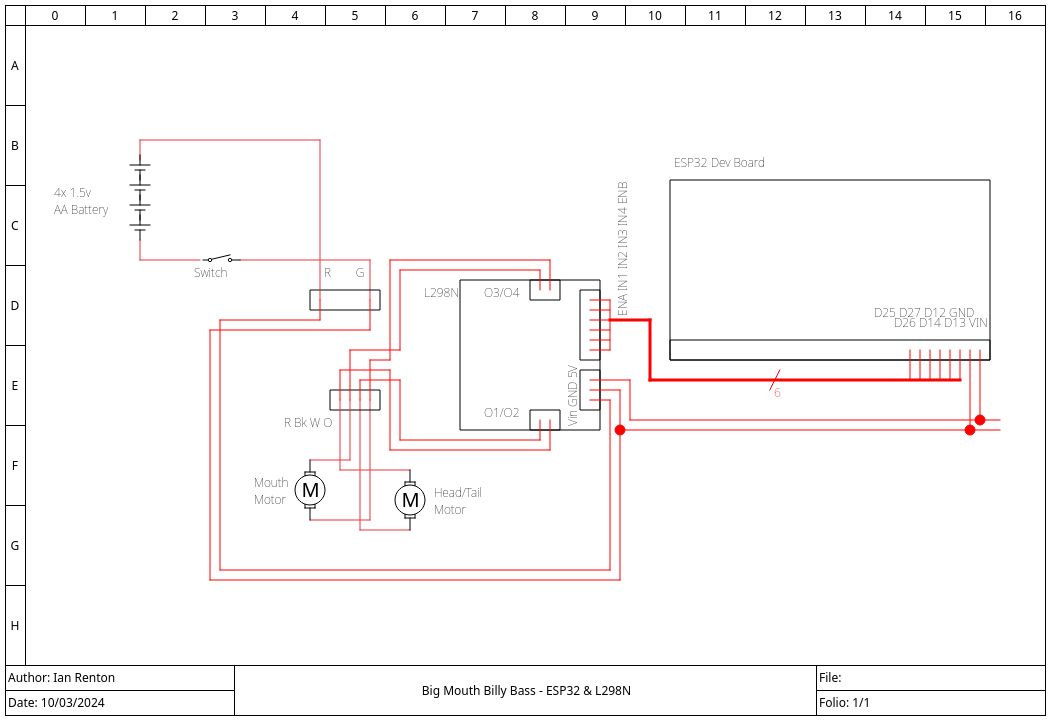 0 1 2 3 4 5 6 7 8 9 10 11 12 13 14 15 16
A
B
C
D
E
F
G
H
ESP32 Dev Board
4x 1.5v
AA Battery
Switch
R G
L298N
O3/O4
ENA IN1 IN2 IN3 IN4 ENB
D25 D27 D12 GND
D26 D14 D13 VIN
Vin GND 5V
6
O1/O2
R Bk W O
Mouth
Motor
M
M
Head/Tail
Motor
Author: Ian Renton
Date: 10/03/2024
Big Mouth Billy Bass - ESP32 & L298N
File:
Folio: 1/1